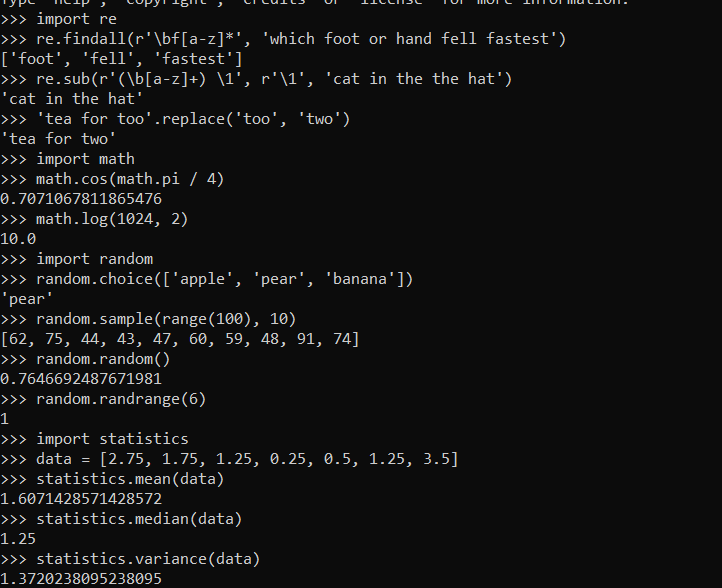 Type "help", "copyright", "credits" or "license" for more information.
>>> import re
>>> re.findall(r'\bf[a-z]*', 'which foot or hand fell fastest')
['foot', 'fell', 'fastest']
>>> re.sub(r'(\b[a-z]+) \1', r'\1', 'cat in the the hat')
'cat in the hat'
>>> 'tea for too'.replace('too', 'two')
'tea for two'
>>> import math
>>> math.cos(math.pi / 4)
0.7071067811865476
>>> math.log(1024, 2)
10.0
>>> import random
>>> random.choice(['apple', 'pear', 'banana'])
'pear'
>>> random.sample(range(100), 10)
[62, 75, 44, 43, 47, 60, 59, 48, 91, 74]
>>> random.random()
0.7646692487671981
>>> random.randrange(6)
1
>>> import statistics
>>> data = [2.75, 1.75, 1.25, 0.25, 0.5, 1.25, 3.5]
>>> statistics.mean(data)
1.6071428571428572
>>> statistics.median(data)
1.25
>>> statistics.variance(data)
1.3720238095238095